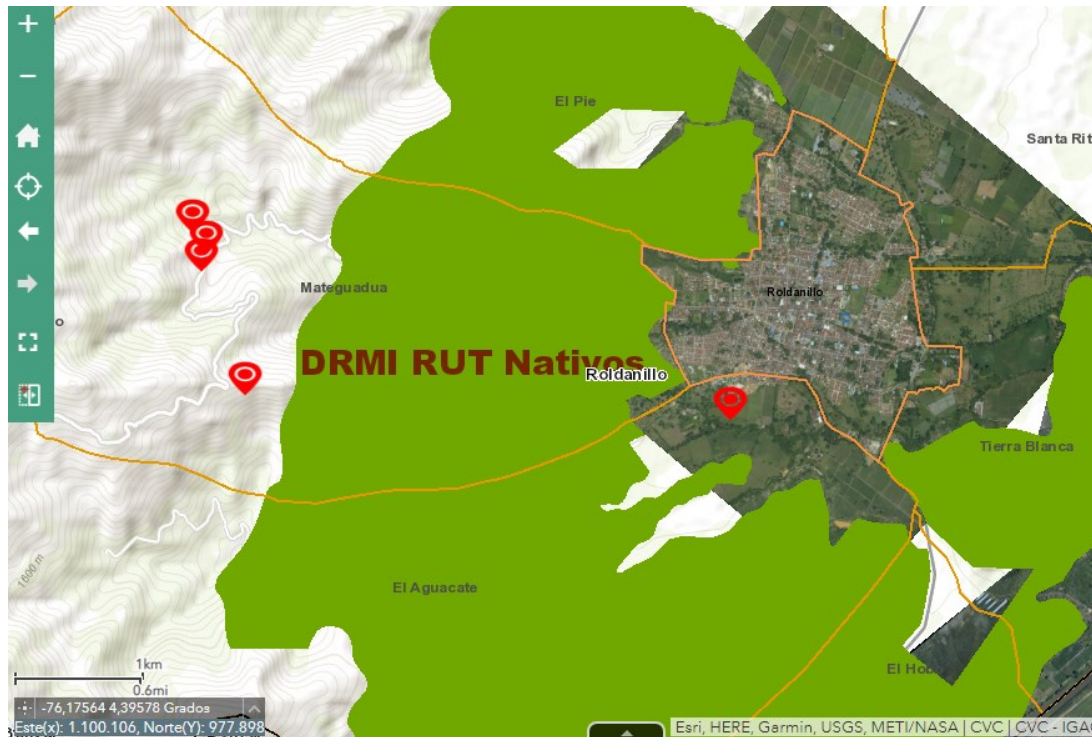 El Pie
Santa Rit
Mateguadua
Roldanillo
DRMI RUT Nativos
Roldanillo
Tierra Blanca
1600 m
El Aguacate
El Hob
1km
0.6mi
-76,17564 4,39578 Grados
Este(x): 1.100.106, Norte(Y): 977.898
Esri, HERE, Garmin, USGS, METI/NASA | CVC | CVC - IGA